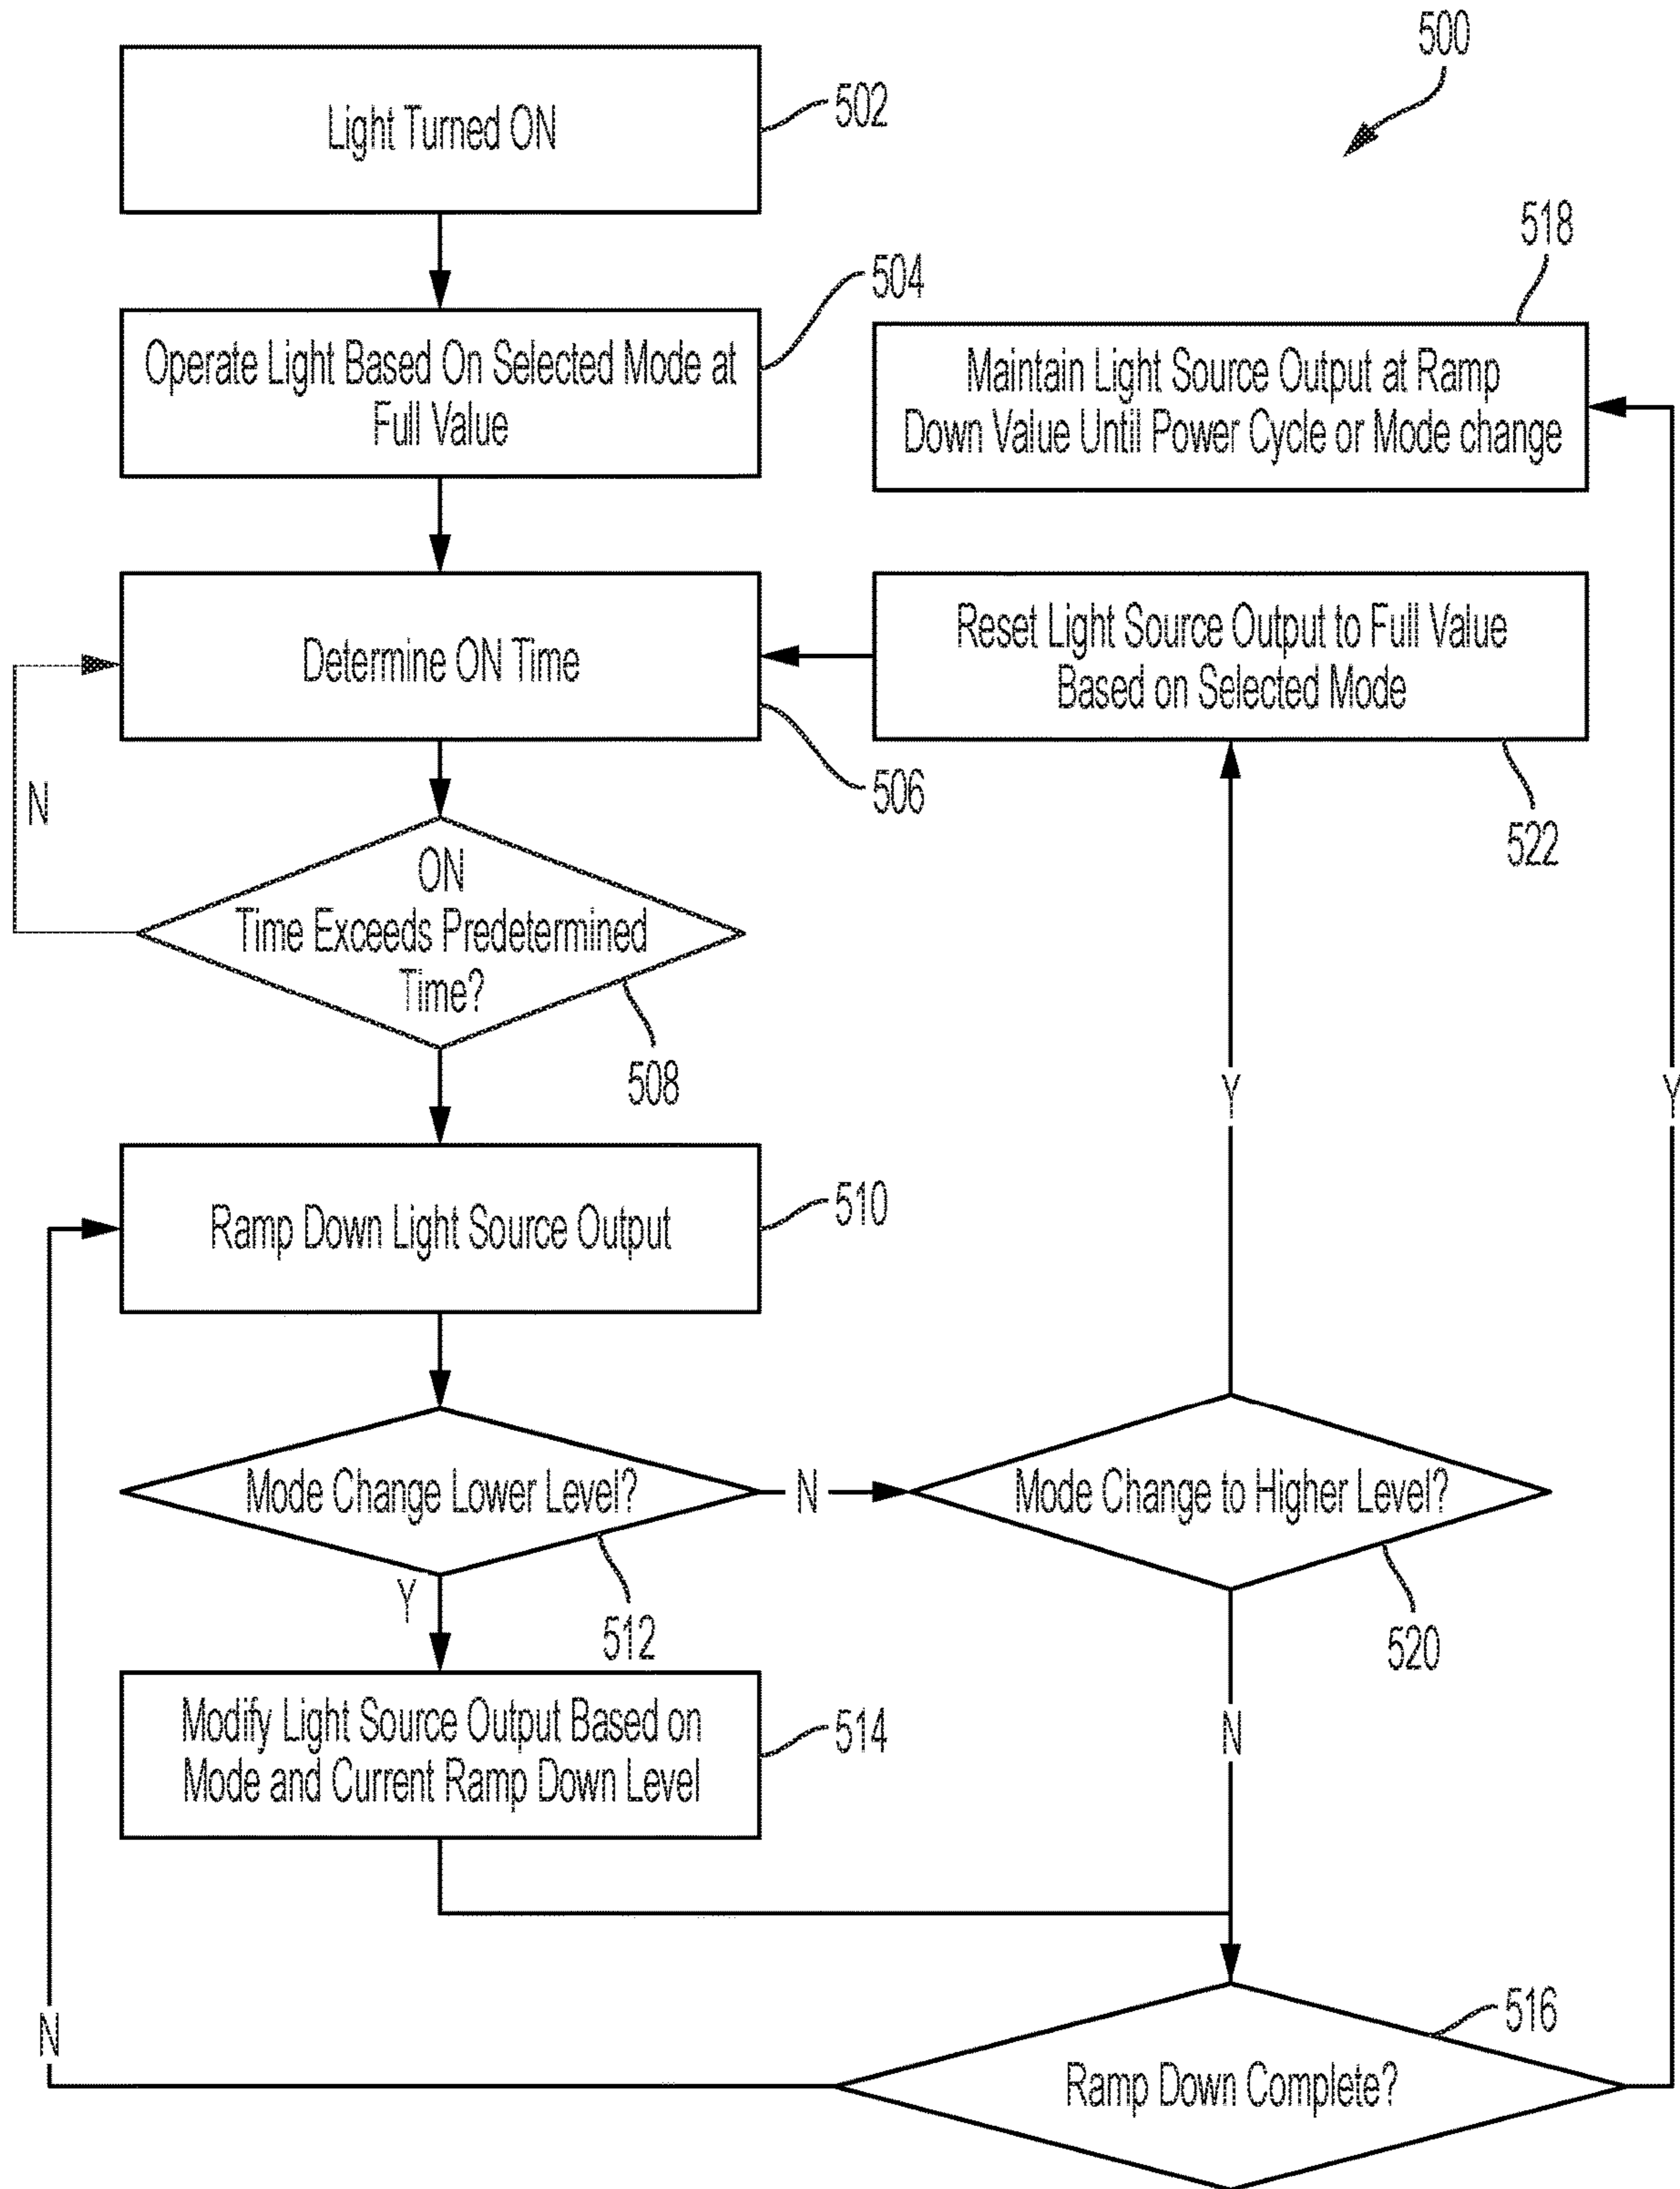 500
Light Turned ON
502
Operate Light Based On Selected Mode at
Full Value
504
Maintain Light Source Output at Ramp
Down Value Until Power Cycle or Mode change
518
Determine ON Time
506
Reset Light Source Output to Full Value
Based on Selected Mode
522
N
ON
Time Exceeds Predetermined
Time?
508
Y
Y
Ramp Down Light Source Output
510
Mode Change Lower Level?
512
N
Mode Change to Higher Level?
520
Y
Modify Light Source Output Based on
Mode and Current Ramp Down Level
514
N
N
Ramp Down Complete?
516